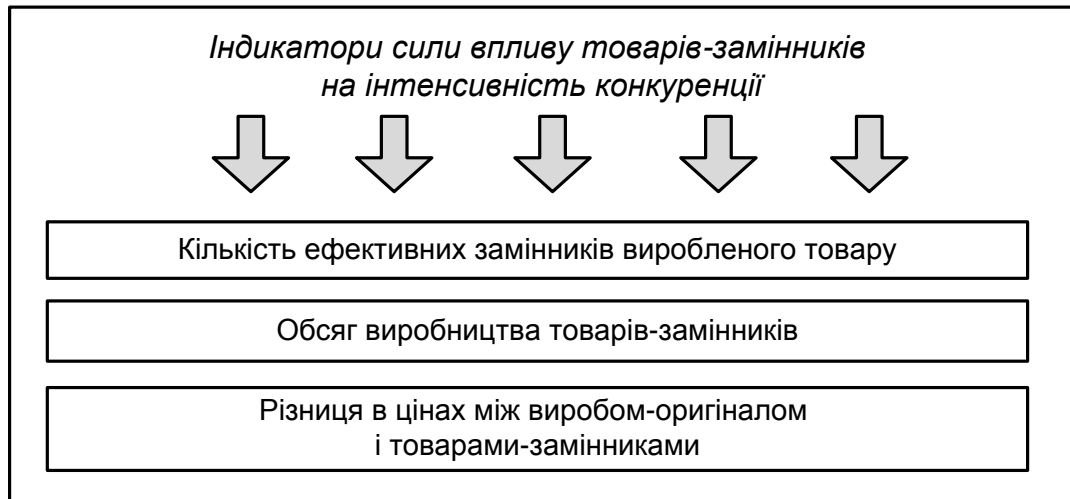 Індикатори сили впливу товарів-замінників
на інтенсивність конкуренції
Кількість ефективних замінників виробленого товару
Обсяг виробництва товарів-замінників
Різниця в цінах між виробом-оригіналом
і товарами-замінниками